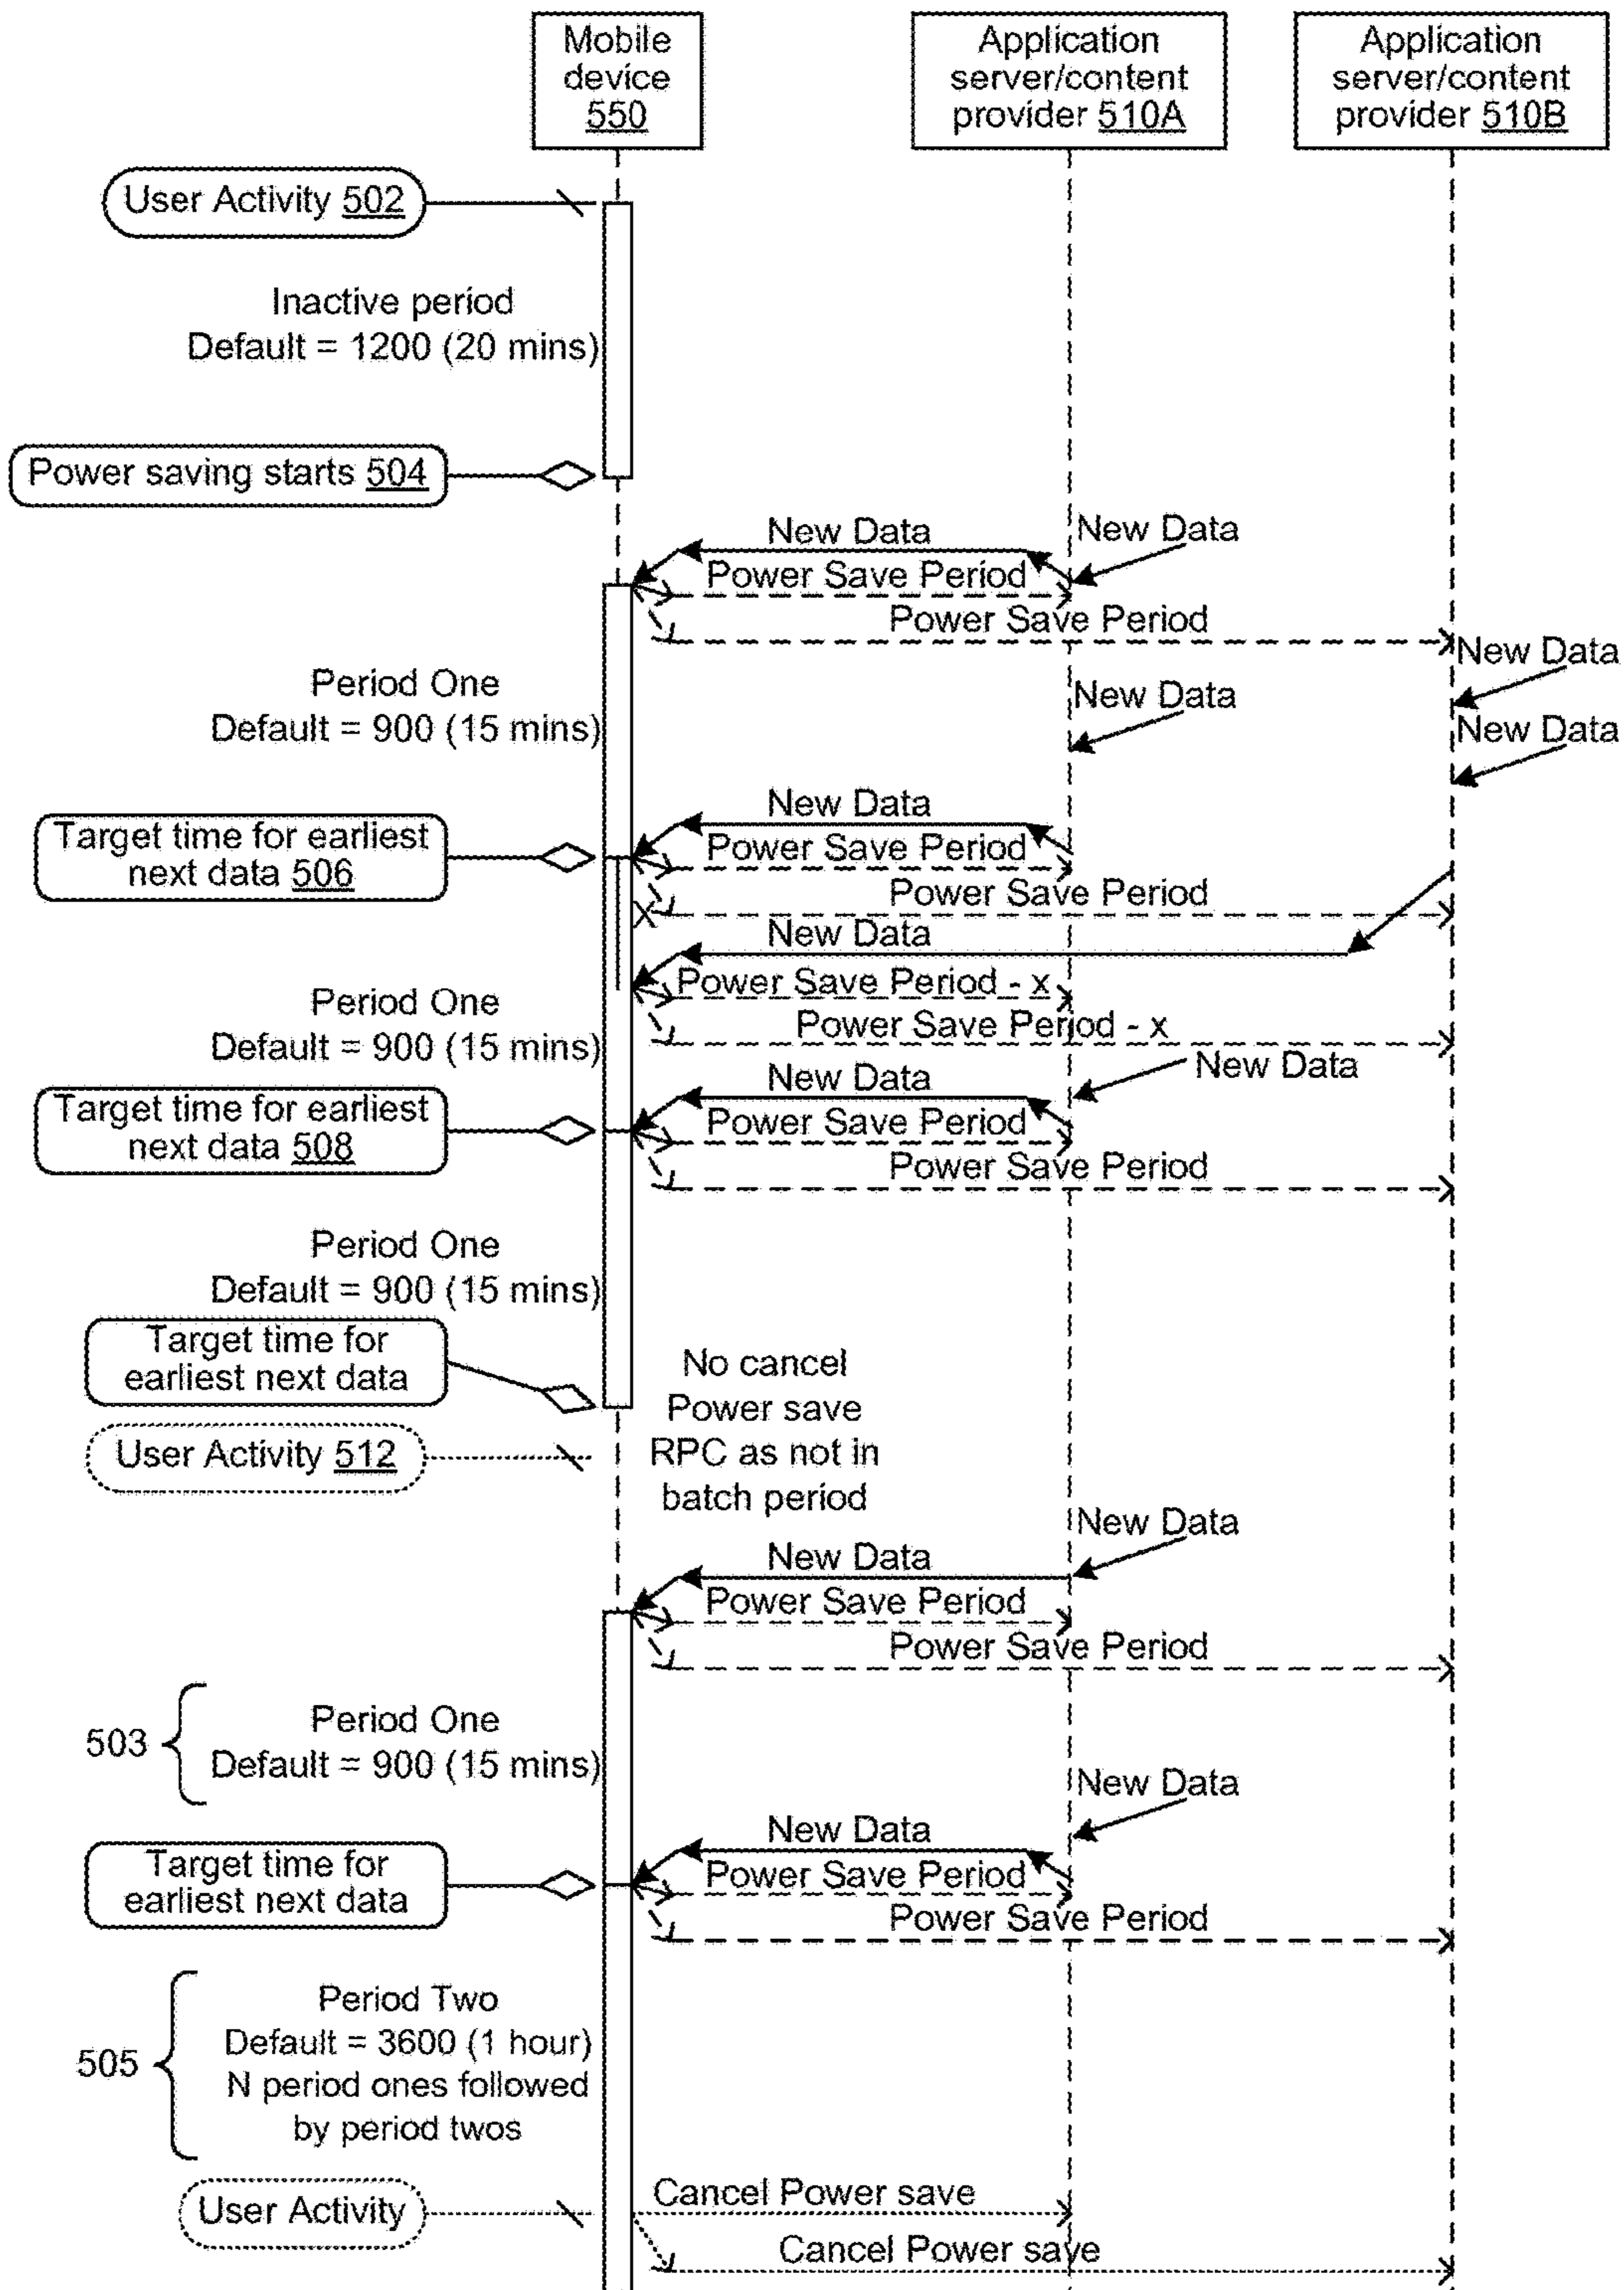 Mobile
device
550
Application
server/content
provider 510A
Application
server/content
provider 510B
User Activity 502
Inactive period
Default = 1200 (20 mins)
Power saving starts 504
New Data
New Data
Power Save Period
Power Save Period
New Data
Period One
Default = 900 (15 mins)
New Data
New Data
New Data
Target time for earliest
next data 506
Power Save Period
Power Save Period
X
New Data
Power Save Period - x
Period One
Default = 900 (15 mins)
Power Save Period - x
New Data
New Data
Target time for earliest
next data 508
Power Save Period
Power Save Period
Period One
Default = 900 (15 mins)
Target time for
earliest next data
No cancel
Power save
RPC as not in
batch period
User Activity 512
New Data
New Data
Power Save Period
Power Save Period
503
Period One
Default = 900 (15 mins)
New Data
New Data
Target time for
earliest next data
Power Save Period
Power Save Period
505
Period Two
Default = 3600 (1 hour)
N period ones followed
by period twos
User Activity
Cancel Power save
Cancel Power save